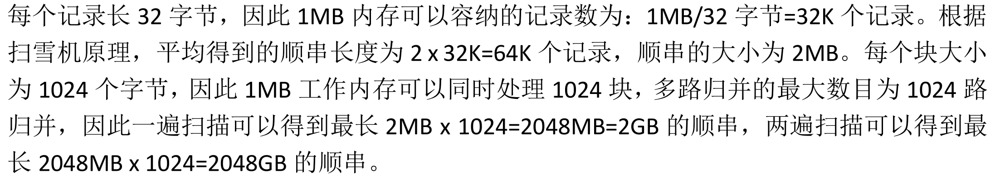 每个记录长 32 字节，因此 1MB 内存可以容纳的记录数为：1MB/32 字节=32K 个记录。根据
扫雪机原理，平均得到的顺串长度为 2 x 32K=64K 个记录，顺串的大小为 2MB。每个块大小
为 1024 个字节，因此 1MB 工作内存可以同时处理 1024 块，多路归并的最大数目为 1024 路
归并，因此一遍扫描可以得到最长 2MB x 1024=2048MB=2GB 的顺串，两遍扫描可以得到最
长 2048MB x 1024=2048GB 的顺串。